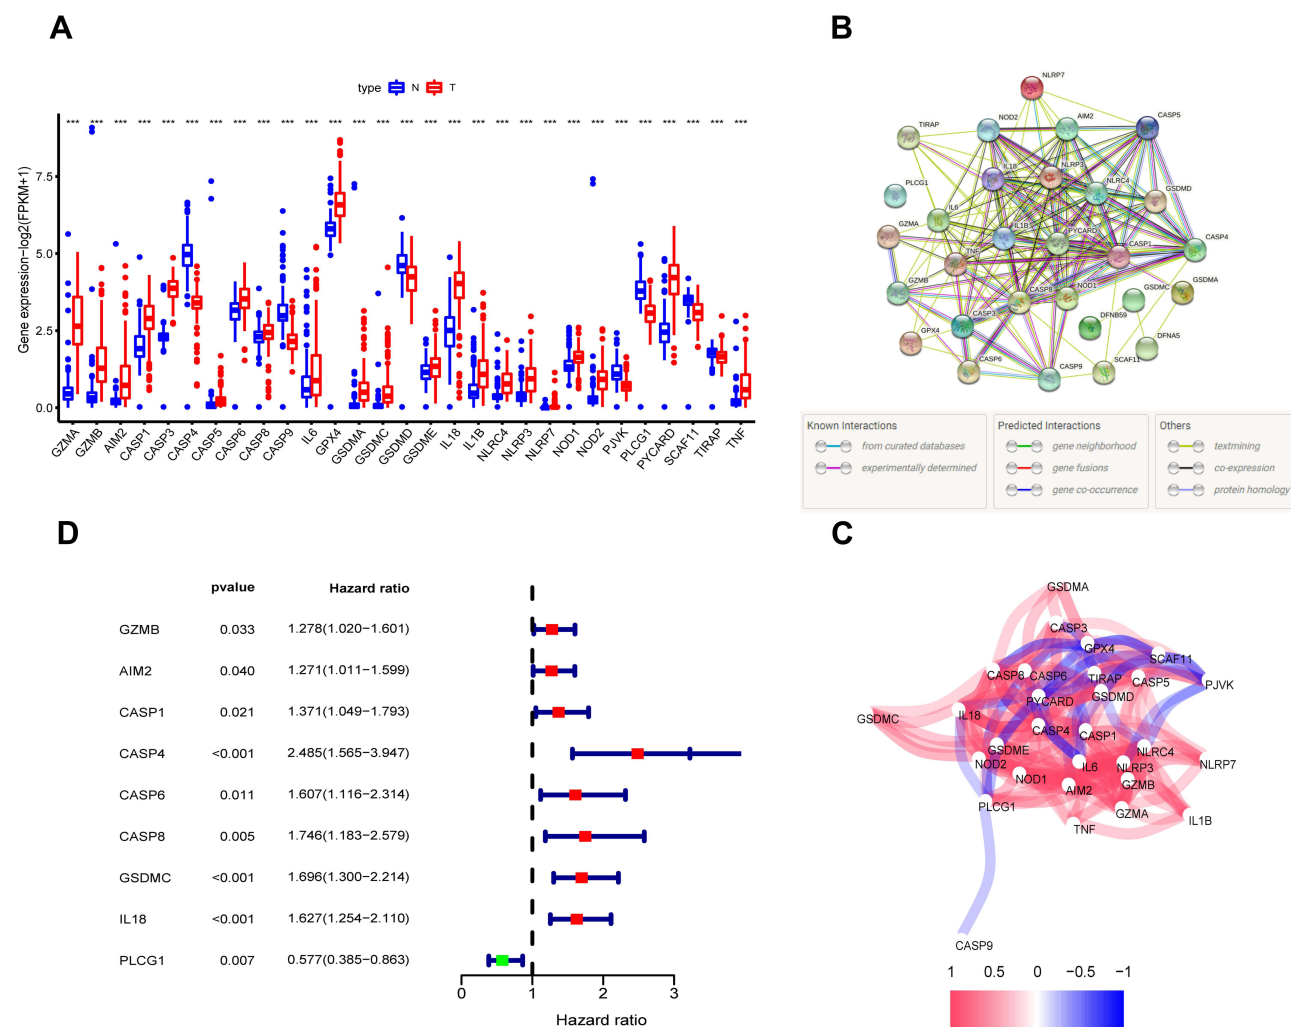 A
type N T
*** *** *** *** *** *** *** *** *** *** *** *** *** *** *** *** *** *** *** *** *** *** *** *** *** *** *** *** ***
Gene expression−log2(FPKM+1)
7.5
5.0
2.5
0.0
GZMA GZMB AIM2 CASP1 CASP3 CASP4 CASP5 CASP6 CASP8 CASP9 IL6 GPX4 GSDMA GSDMC GSDMD GSDME IL18 IL1B NLRC4 NLRP3 NLRP7 NOD1 NOD2 PJVK PLCG1 PYCARD SCAF11 TIRAP TNF
B
NLRP7
TIRAP
NOD2
AIM2
CASP5
IL18
NLRP3
PLCG1
NLRC4
GSDMD
IL6
GZMA
IL1B
PYCARD
CASP1
CASP4
TNF
GZMB
CASP8
NOD1
GSDMC
GSDMA
CASP3
DFNB59
GPX4
DFNA5
CASP6
CASP9
SCAF11
Known Interactions
from curated databases
experimentally determined
Predicted Interactions
gene neighborhood
gene fusions
gene co-occurrence
Others
textmining
co-expression
protein homology
D
pvalue Hazard ratio
GZMB 0.033 1.278(1.020−1.601)
AIM2 0.040 1.271(1.011−1.599)
CASP1 0.021 1.371(1.049−1.793)
CASP4 <0.001 2.485(1.565−3.947)
CASP6 0.011 1.607(1.116−2.314)
CASP8 0.005 1.746(1.183−2.579)
GSDMC <0.001 1.696(1.300−2.214)
IL18 <0.001 1.627(1.254−2.110)
PLCG1 0.007 0.577(0.385−0.863)
0 1 2 3
Hazard ratio
C
GSDMA
CASP3
GPX4
SCAF11
CASP8
CASP6
TIRAP
CASP5
PJVK
GSDMD
PYCARD
IL18
GSDMC
CASP4
CASP1
GSDME
NLRC4
NOD2
IL6
NLRP3
NLRP7
NOD1
GZMB
AIM2
PLCG1
GZMA
IL1B
TNF
CASP9
1 0.5 0 −0.5 −1